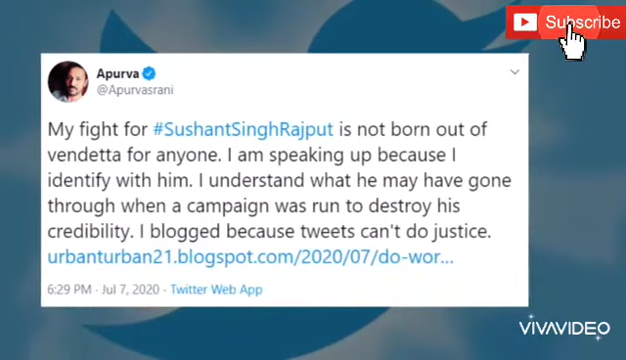 Subscribe
Apurva
@Apurvasrani
My fight for #SushantSinghRajput is not born out of
vendetta for anyone. I am speaking up because I
identify with him. I understand what he may have gone
through when a campaign was run to destroy his
credibility. I blogged because tweets can't do justice.
urbanturban21.blogspot.com/2020/07/do-wor...
6:29 PM · Jul 7, 2020 · Twitter Web App
VIVAVIDEO